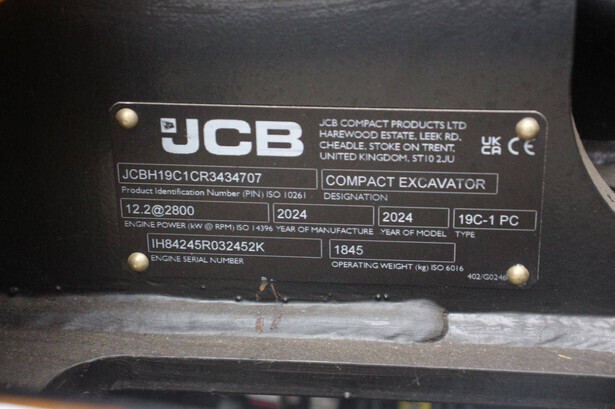 JCB
JCB COMPACT PRODUCTS LTD
HAREWOOD ESTATE, LEEK RD,
CHEADLE, STOKE ON TRENT,
UNITED KINGDOM, ST10 2JU
UK
CA CE
JCBH19C1CR3434707
COMPACT EXCAVATOR
Product Identification Number (PIN) ISO 10261
DESIGNATION
12.2@2800
2024
2024
19C-1 PC
ENGINE POWER (kW @ RPM) ISO 14396
YEAR OF MANUFACTURE
YEAR OF MODEL
TYPE
IH84245R032452K
1845
ENGINE SERIAL NUMBER
OPERATING WEIGHT (kg) ISO 6016